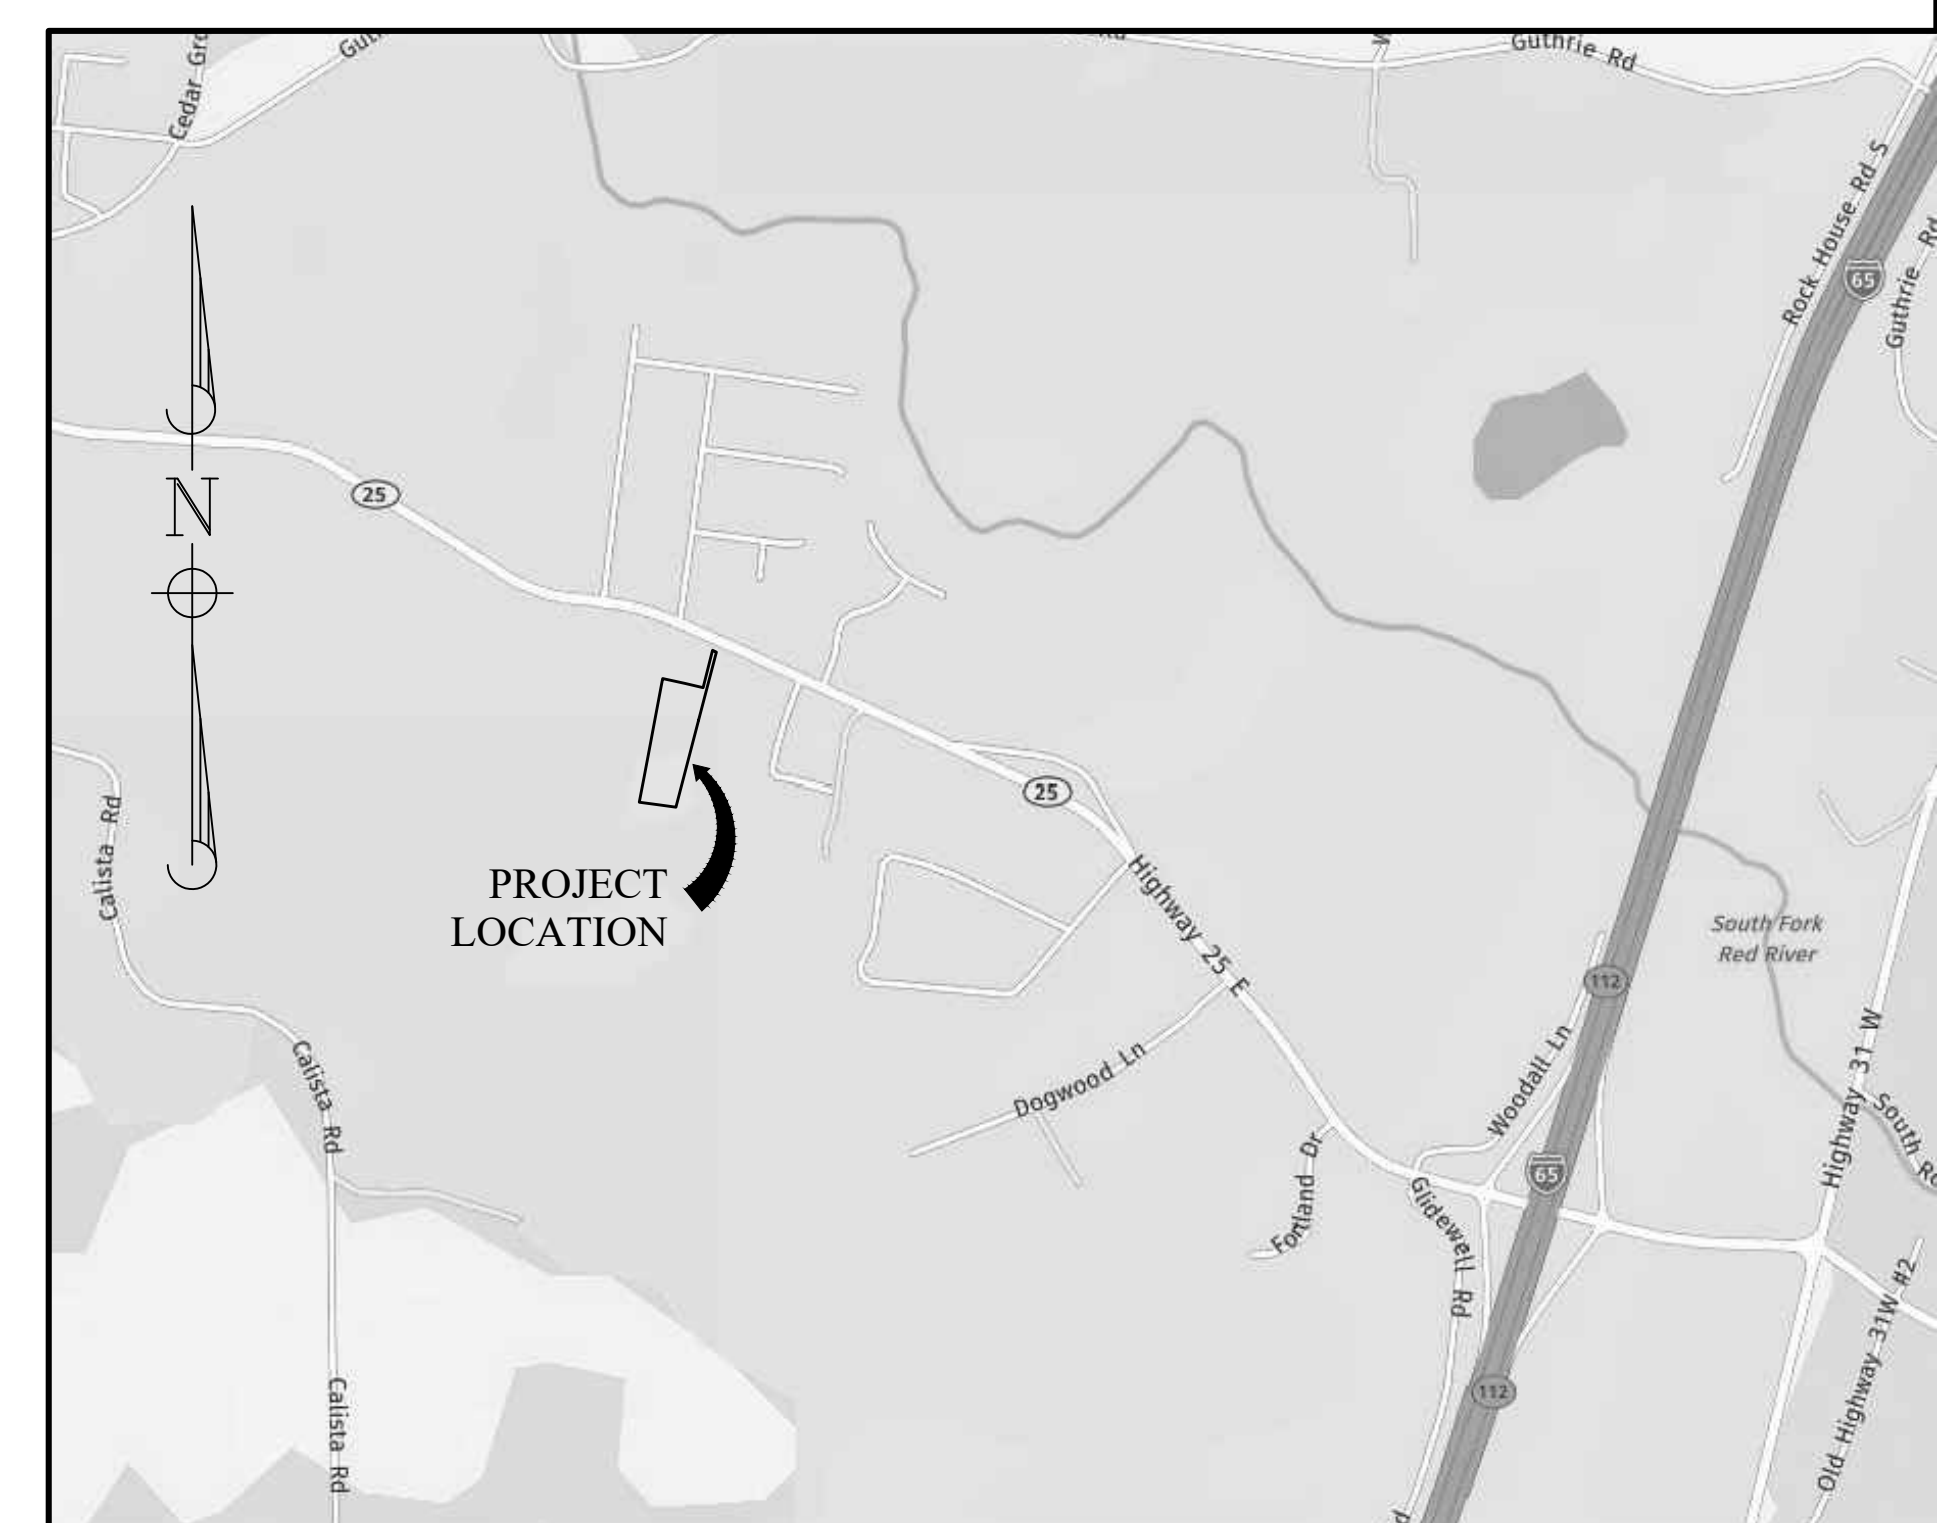 Guthrie Rd
Cedar Gro
Rock House Rd S
65
Guthrie Rd
25
N
25
Calista Rd
PROJECT
LOCATION
Highway 25 E
South Fork
Red River
112
Highway 31 W
Woodall Ln
Calista Rd
Dogwood Ln
South
Fortland Dr
65
Glidewell Rd
Old Highway 31W #2
112
Calista Rd